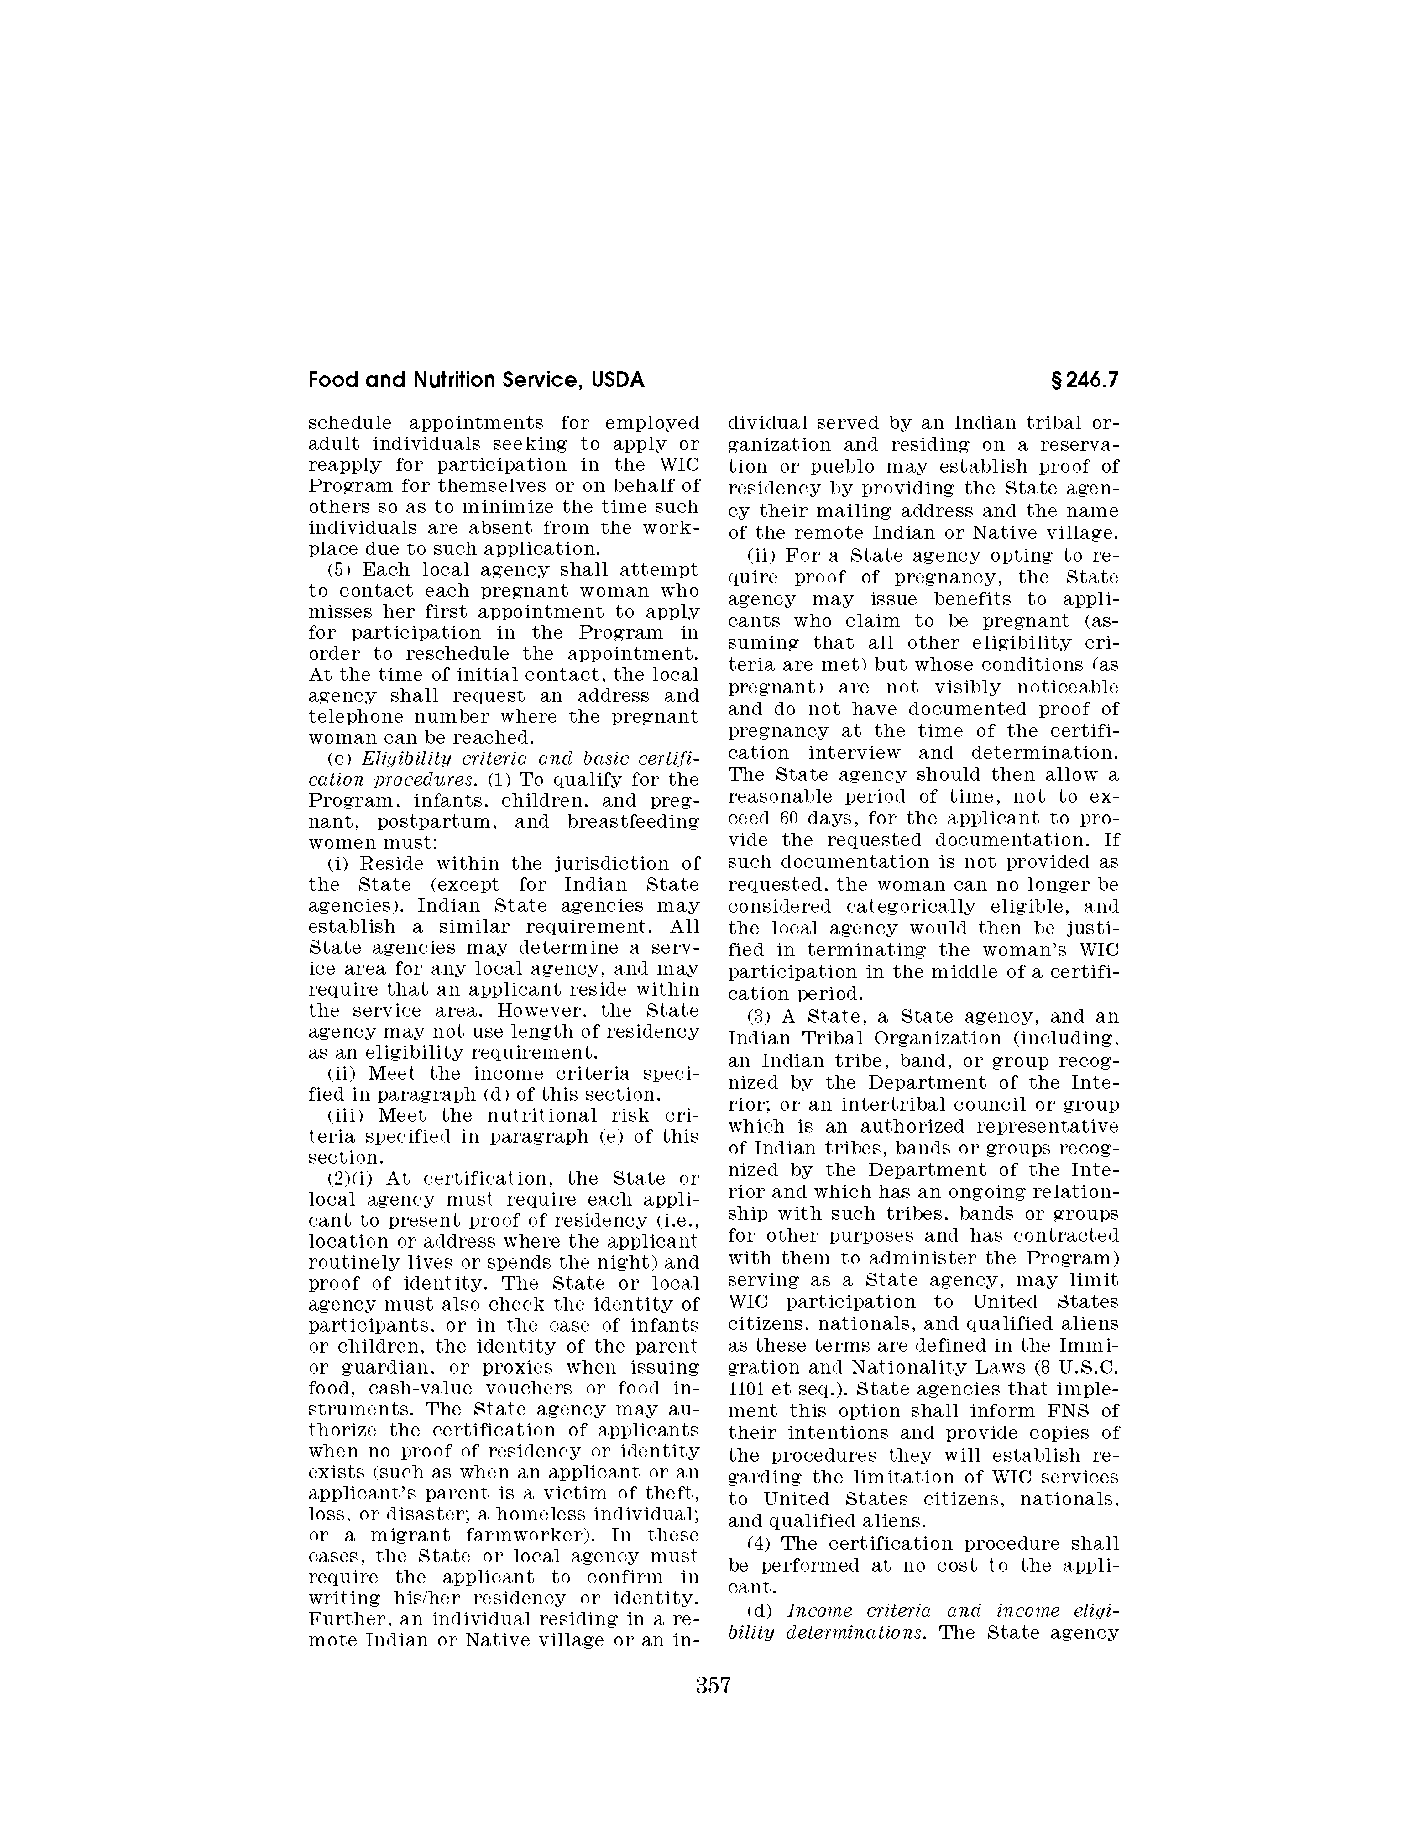 Food and Nutrition Service, USDA
§ 246.7
schedule appointments for employed
adult individuals seeking to apply or
reapply for participation in the WIC
Program for themselves or on behalf of
others so as to minimize the time such
individuals are absent from the work-
place due to such application.
(5) Each local agency shall attempt
to contact each pregnant woman who
misses her first appointment to apply
for participation in the Program in
order to reschedule the appointment.
At the time of initial contact, the local
agency shall request an address and
telephone number where the pregnant
woman can be reached.
(c) Eligibility criteria and basic certifi-
cation procedures. (1) To qualify for the
Program, infants, children, and preg-
nant, postpartum, and breastfeeding
women must:
(i) Reside within the jurisdiction of
the State (except for Indian State
agencies). Indian State agencies may
establish a similar requirement. All
State agencies may determine a serv-
ice area for any local agency, and may
require that an applicant reside within
the service area. However, the State
agency may not use length of residency
as an eligibility requirement.
(ii) Meet the income criteria speci-
fied in paragraph (d) of this section.
(iii) Meet the nutritional risk cri-
teria specified in paragraph (e) of this
section.
(2)(i) At certification, the State or
local agency must require each appli-
cant to present proof of residency (i.e.,
location or address where the applicant
routinely lives or spends the night) and
proof of identity. The State or local
agency must also check the identity of
participants, or in the case of infants
or children, the identity of the parent
or guardian, or proxies when issuing
food, cash-value vouchers or food in-
struments. The State agency may au-
thorize the certification of applicants
when no proof of residency or identity
exists (such as when an applicant or an
applicant's parent is a victim of theft,
loss, or disaster; a homeless individual;
or a migrant farmworker). In these
cases, the State or local agency must
require the applicant to confirm in
writing his/her residency or identity.
Further, an individual residing in a re-
mote Indian or Native village or an in-
dividual served by an Indian tribal or-
ganization and residing on a reserva-
tion or pueblo may establish proof of
residency by providing the State agen-
cy their mailing address and the name
of the remote Indian or Native village.
(ii) For a State agency opting to re-
quire proof of pregnancy, the State
agency may issue benefits to appli-
cants who claim to be pregnant (as-
suming that all other eligibility cri-
teria are met) but whose conditions (as
pregnant) are not visibly noticeable
and do not have documented proof of
pregnancy at the time of the certifi-
cation interview and determination.
The State agency should then allow a
reasonable period of time, not to ex-
ceed 60 days, for the applicant to pro-
vide the requested documentation. If
such documentation is not provided as
requested, the woman can no longer be
considered categorically eligible, and
the local agency would then be justi-
fied in terminating the woman's WIC
participation in the middle of a certifi-
cation period.
(3) A State, a State agency, and an
Indian Tribal Organization (including,
an Indian tribe, band, or group recog-
nized by the Department of the Inte-
rior; or an intertribal council or group
which is an authorized representative
of Indian tribes, bands or groups recog-
nized by the Department of the Inte-
rior and which has an ongoing relation-
ship with such tribes, bands or groups
for other purposes and has contracted
with them to administer the Program)
serving as a State agency, may limit
WIC participation to United States
citizens, nationals, and qualified aliens
as these terms are defined in the Immi-
gration and Nationality Laws (8 U.S.C.
1101 et seq.). State agencies that imple-
ment this option shall inform FNS of
their intentions and provide copies of
the procedures they will establish re-
garding the limitation of WIC services
to United States citizens, nationals,
and qualified aliens.
(4) The certification procedure shall
be performed at no cost to the appli-
cant.
(d) Income criteria and income eligi-
bility determinations. The State agency
357